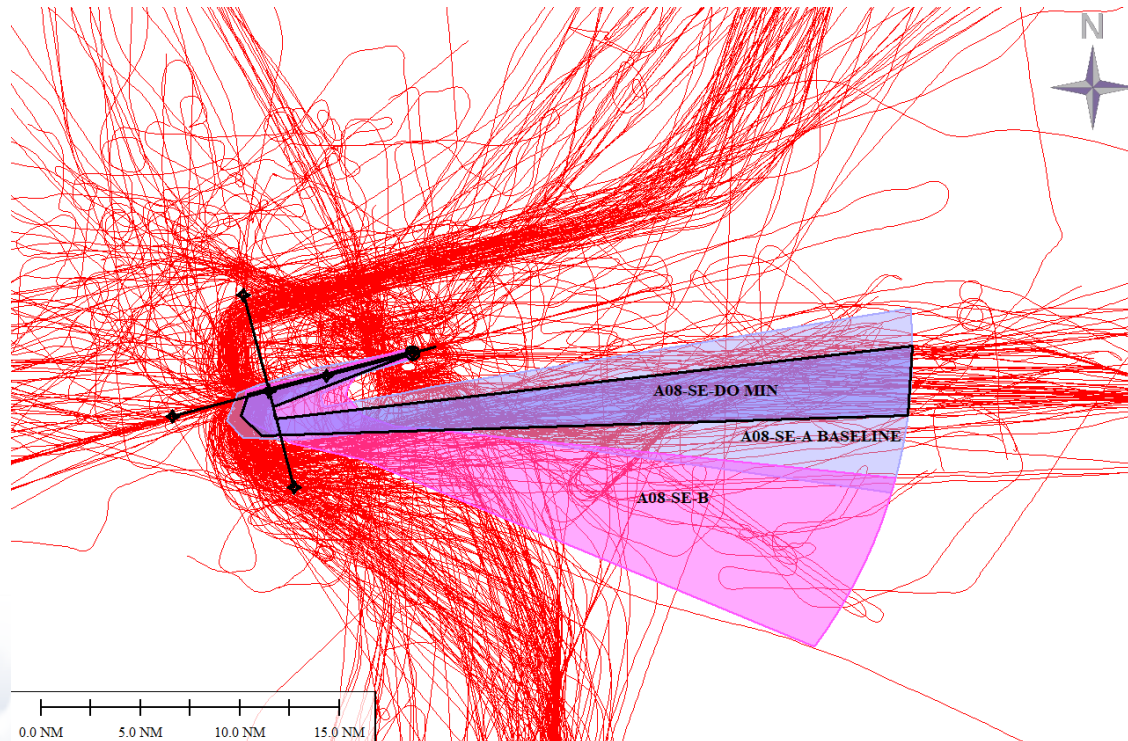 N
A08-SE-DO MIN
A08-SE-A BASELINE
A08-SE-B
0.0 NM 5.0 NM 10.0 NM 15.0 NM